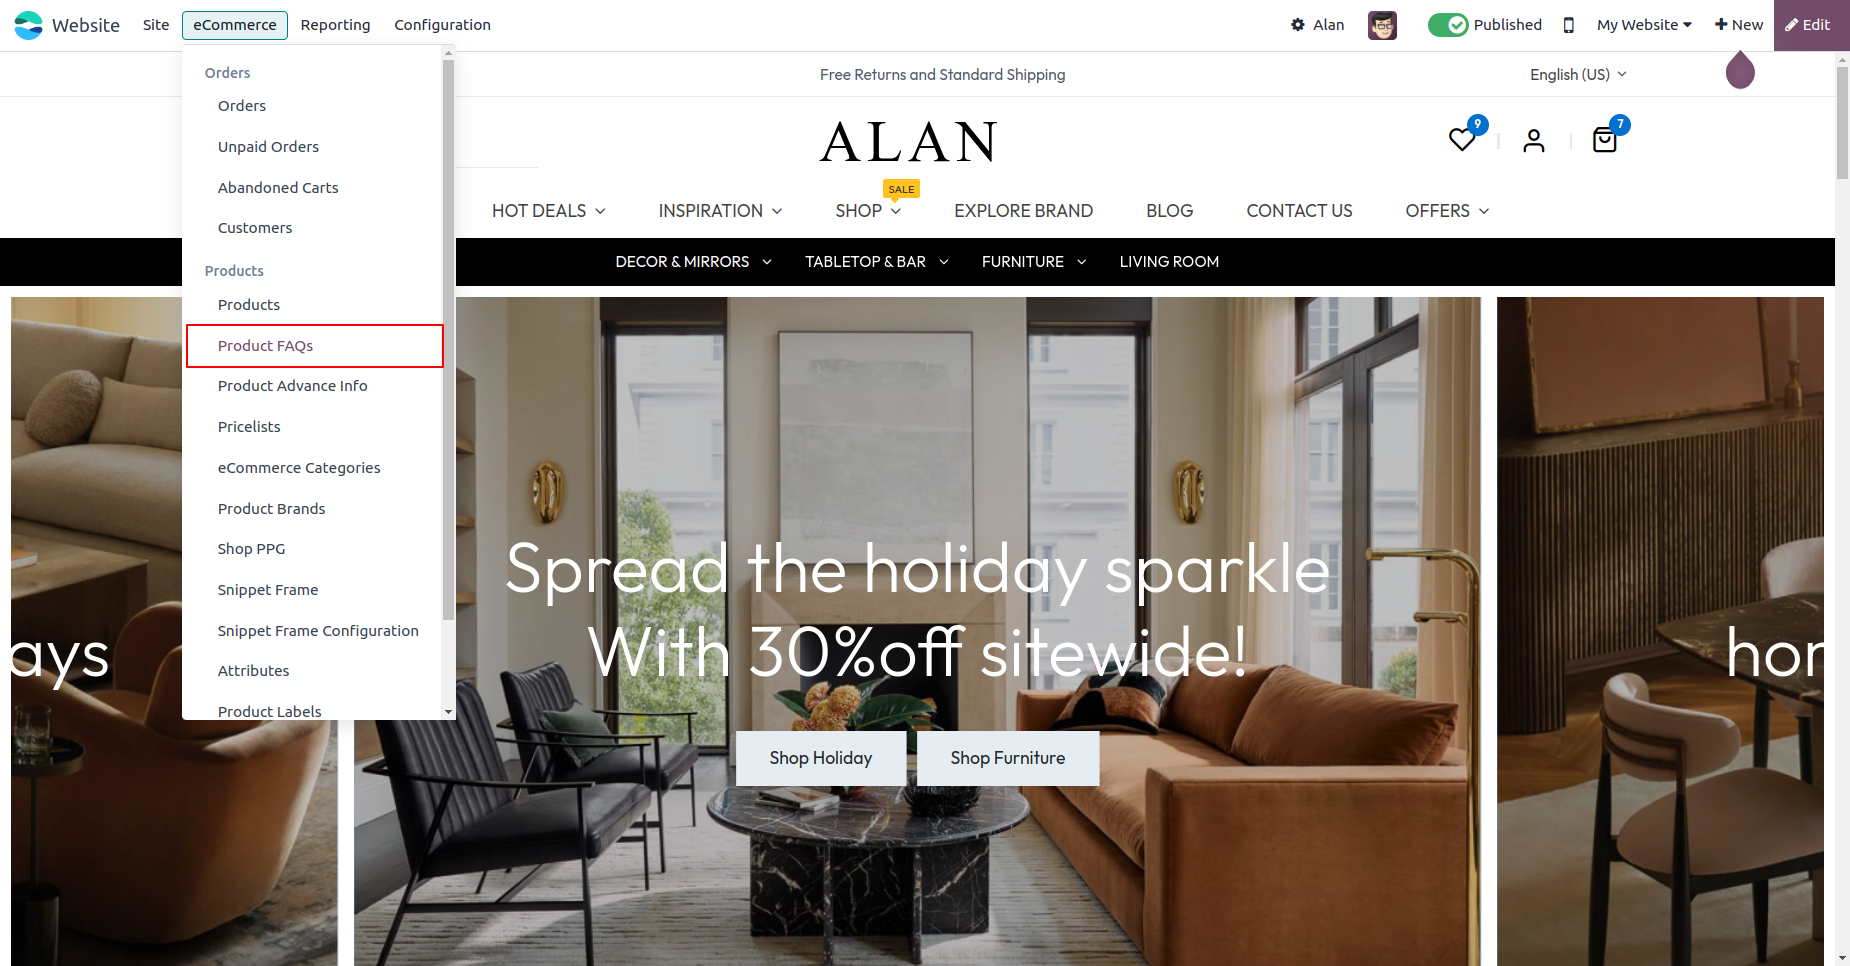 Website Site eCommerce Reporting Configuration Alan Published My Website New Edit
Orders
Orders
Unpaid Orders
Abandoned Carts
Customers
Products
Products
Product FAQs
Product Advance Info
Pricelists
eCommerce Categories
Product Brands
Shop PPG
Snippet Frame
Snippet Frame Configuration
Attributes
Product Labels
Free Returns and Standard Shipping English (US)
ALAN
9
7
SALE
HOT DEALS INSPIRATION SHOP EXPLORE BRAND BLOG CONTACT US OFFERS
DECOR & MIRRORS TABLETOP & BAR FURNITURE LIVING ROOM
Spread the holiday sparkle
With 30%off sitewide!
ays
hor
Shop Holiday Shop Furniture